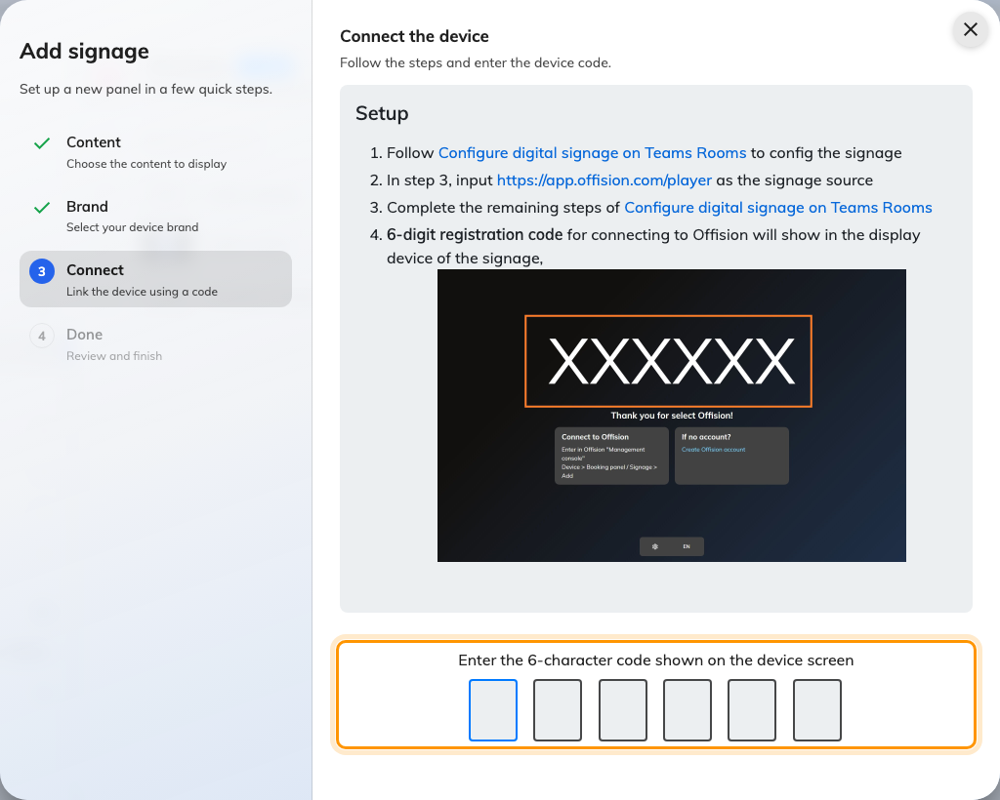 Add signage
Set up a new panel in a few quick steps.
Content
Choose the content to display
Brand
Select your device brand
3
Connect
Link the device using a code
4
Done
Review and finish
Connect the device
Follow the steps and enter the device code.
Setup
1. Follow Configure digital signage on Teams Rooms to config the signage
2. In step 3, input https://app.offision.com/player as the signage source
3. Complete the remaining steps of Configure digital signage on Teams Rooms
4. 6-digit registration code for connecting to Offision will show in the display
device of the signage,
XXXXXX
Thank you for select Offision!
Connect to Offision
Enter in Offision "Management
console"
Device > Booking panel / Signage >
Add
If no account?
Create Offision account
EN
Enter the 6-character code shown on the device screen